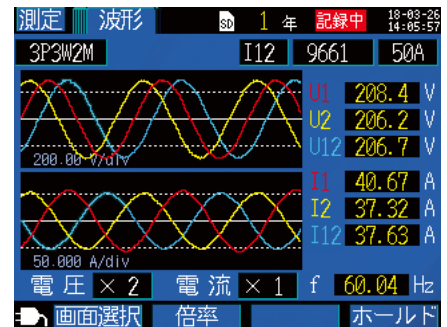 測定 波形 SD 1 年 記録中 18-03-26 14:05:57
3P3W2M I12 9661 50A
U1 208.4 V
U2 206.2 V
U12 206.7 V
200.00 V/div
I1 40.67 A
I2 37.32 A
I12 37.63 A
50.000 A/div
電圧 × 2 電流 × 1 f 60.04 Hz
画面選択 倍率 ホールド